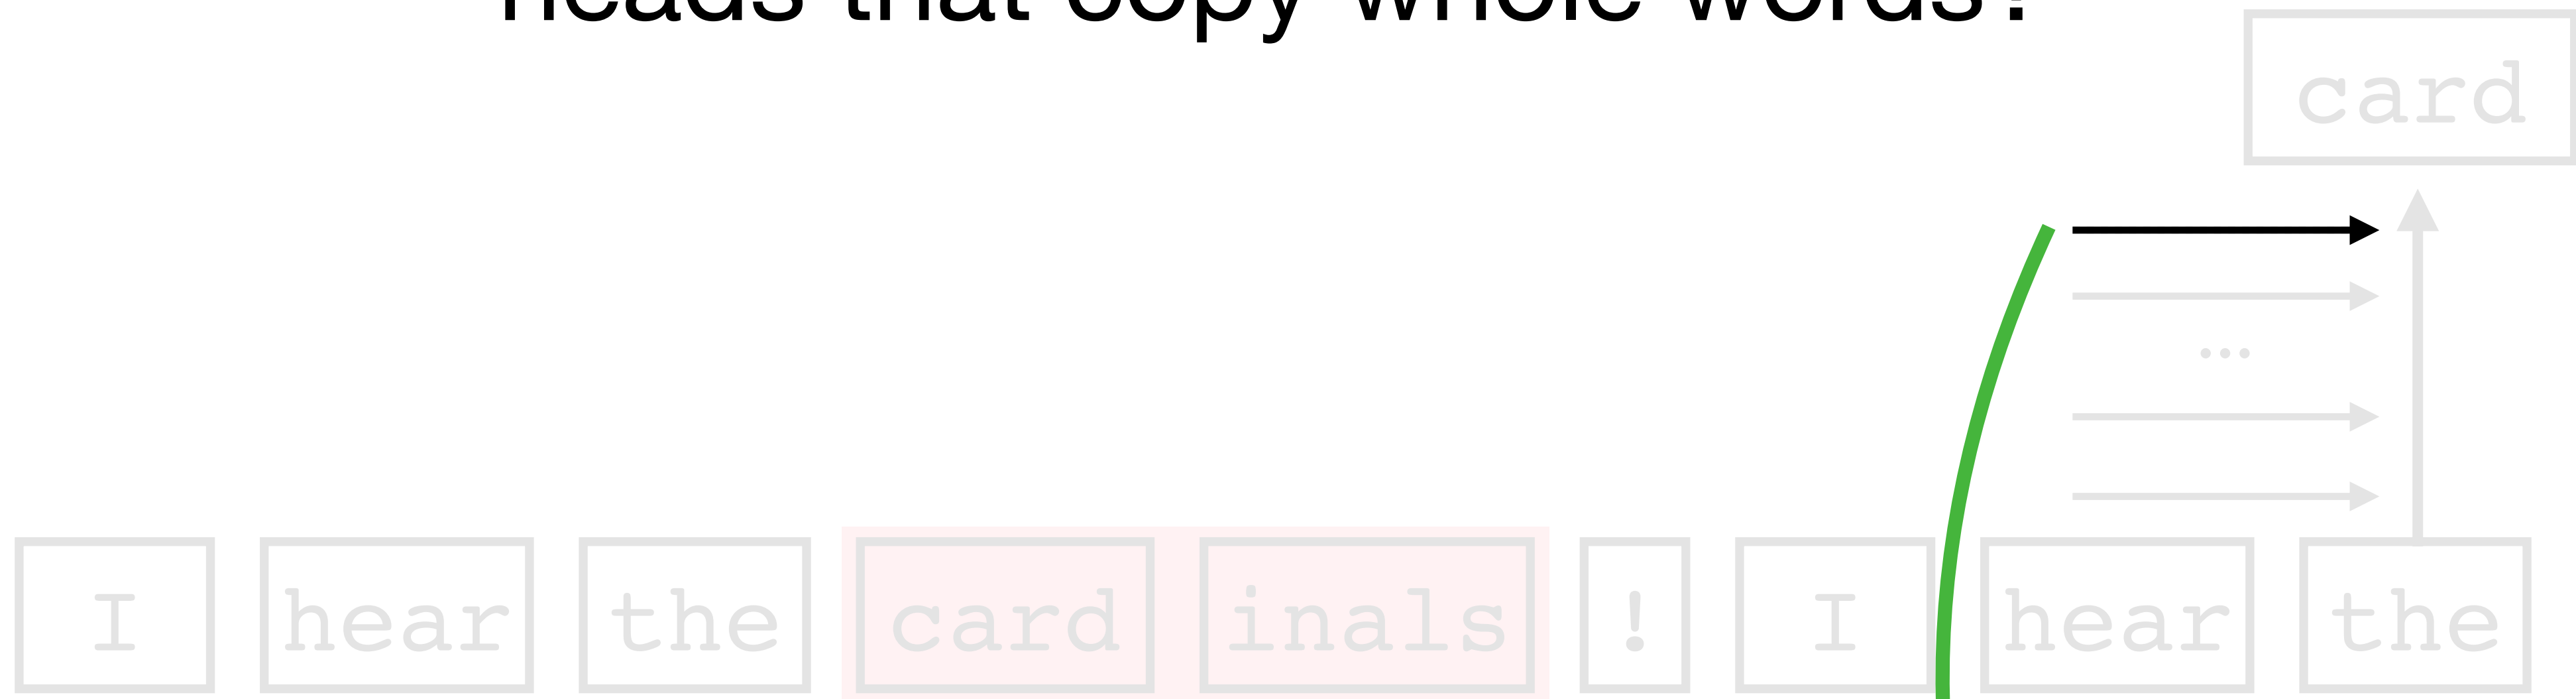 heads that copy whole words?
card
...
I hear the card inals ! I hear the